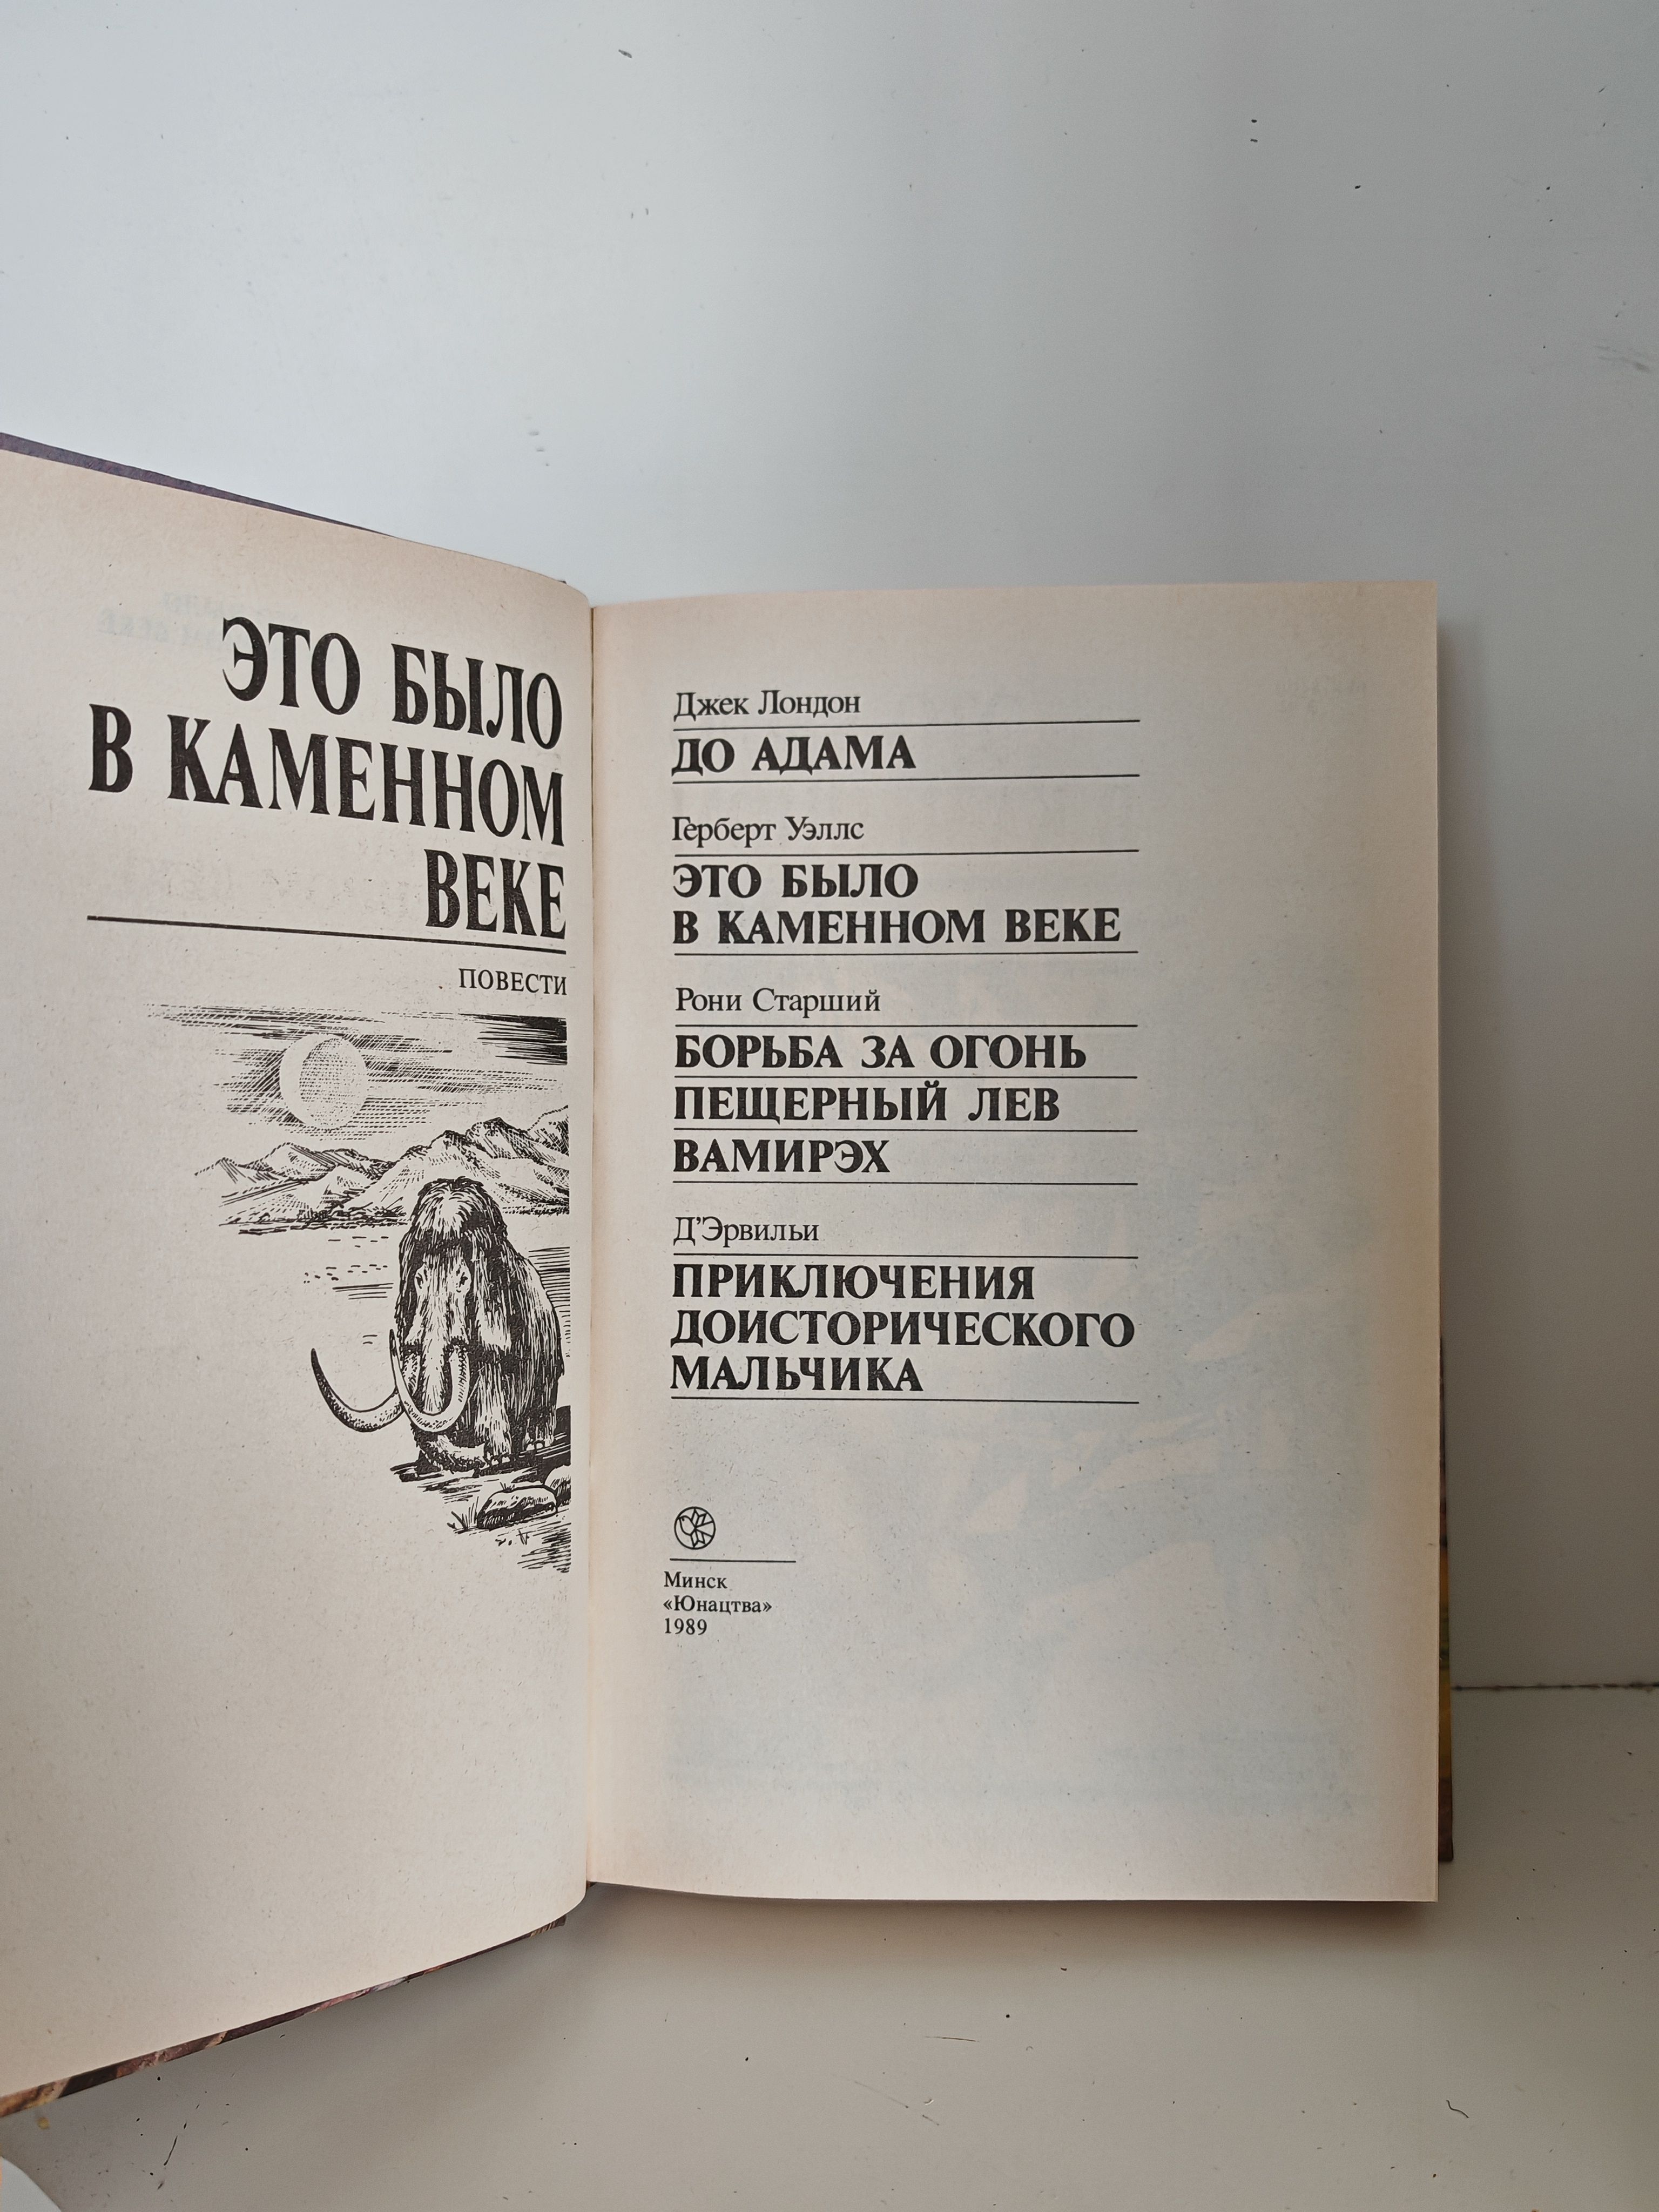 ЭТО БЫЛО
В КАМЕННОМ
ВЕКЕ
ПОВЕСТИ
Джек Лондон
ДО АДАМА
Герберт Уэллс
ЭТО БЫЛО
В КАМЕННОМ ВЕКЕ
Рони Старший
БОРЬБА ЗА ОГОНЬ
ПЕЩЕРНЫЙ ЛЕВ
ВАМИРЭХ
Д’Эрвильи
ПРИКЛЮЧЕНИЯ
ДОИСТОРИЧЕСКОГО
МАЛЬЧИКА
Минск
«Юнацтва»
1989